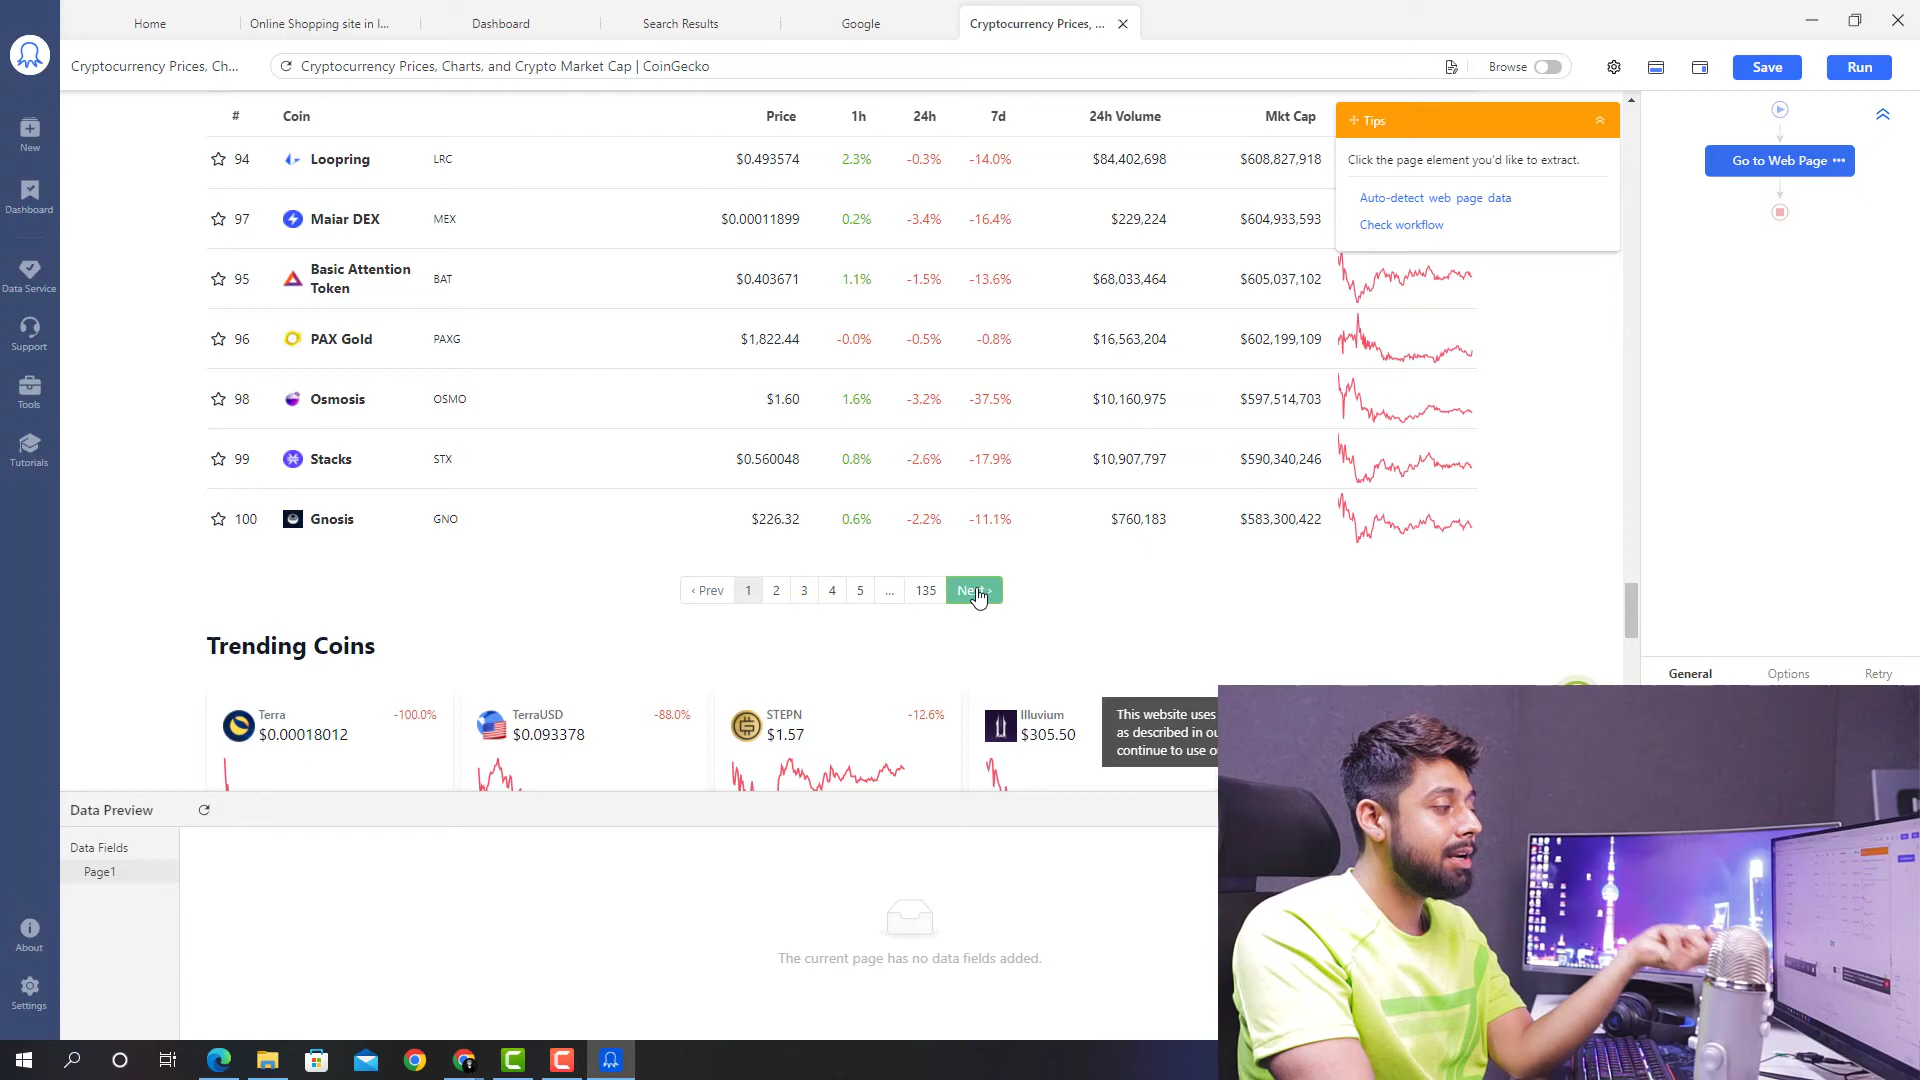 Home
Online Shopping site in I...
Dashboard
Search Results
Google
Cryptocurrency Prices, ...
Cryptocurrency Prices, Ch...
Cryptocurrency Prices, Charts, and Crypto Market Cap | CoinGecko
Browse
Save
Run
New
Dashboard
Data Service
Support
Tools
Tutorials
About
Settings
# Coin Price 1h 24h 7d 24h Volume Mkt Cap
94 Loopring LRC $0.493574 2.3% -0.3% -14.0% $84,402,698 $608,827,918
97 Maiar DEX MEX $0.00011899 0.2% -3.4% -16.4% $229,224 $604,933,593
95 Basic Attention Token BAT $0.403671 1.1% -1.5% -13.6% $68,033,464 $605,037,102
96 PAX Gold PAXG $1,822.44 -0.0% -0.5% -0.8% $16,563,204 $602,199,109
98 Osmosis OSMO $1.60 1.6% -3.2% -37.5% $10,160,975 $597,514,703
99 Stacks STX $0.560048 0.8% -2.6% -17.9% $10,907,797 $590,340,246
100 Gnosis GNO $226.32 0.6% -2.2% -11.1% $760,183 $583,300,422
Tips
Click the page element you'd like to extract.
Auto-detect web page data
Check workflow
Go to Web Page •••
‹ Prev 1 2 3 4 5 ... 135
Trending Coins
Terra -100.0%
$0.00018012
TerraUSD -88.0%
$0.093378
STEPN -12.6%
$1.57
Illuvium
$305.50
This website uses
as described in
continue to use
General
Options
Retry
Data Preview
Data Fields
Page1
The current page has no data fields added.